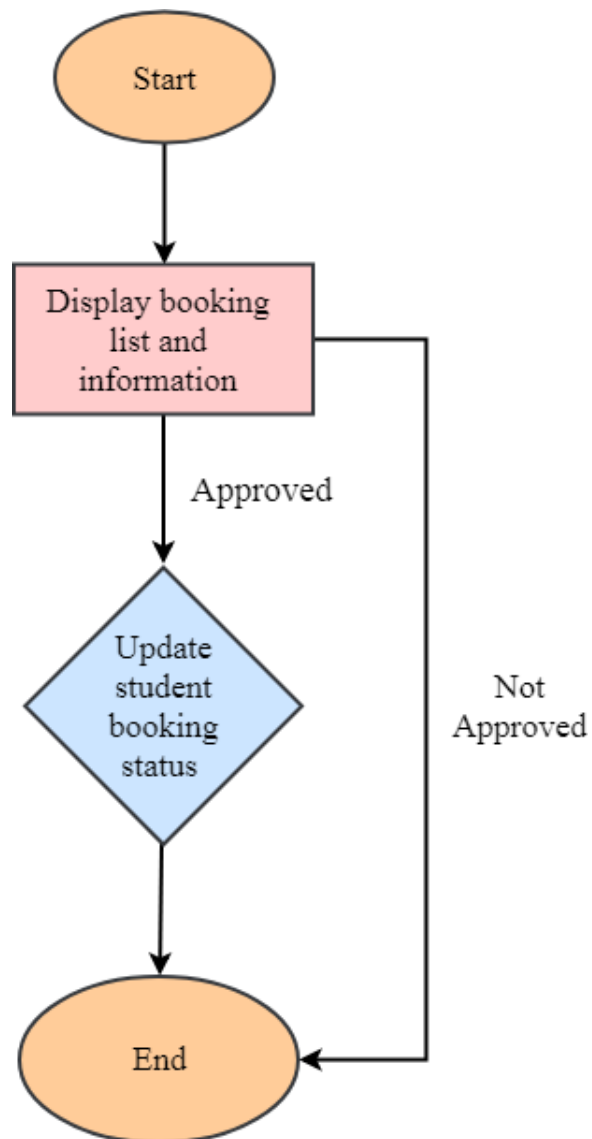 Start
Display booking
list and
information
Approved
Update
student
booking
status
Not
Approved
End